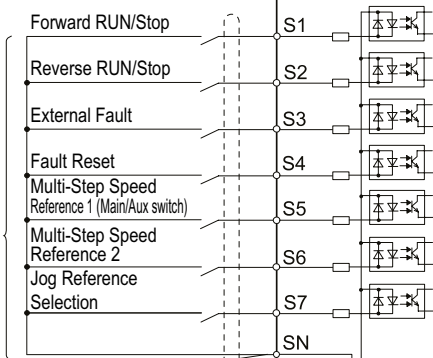 Forward RUN/Stop S1
Reverse RUN/Stop S2
External Fault S3
Fault Reset S4
Multi-Step Speed
Reference 1 (Main/Aux switch) S5
Multi-Step Speed
Reference 2 S6
Jog Reference
Selection S7
SN